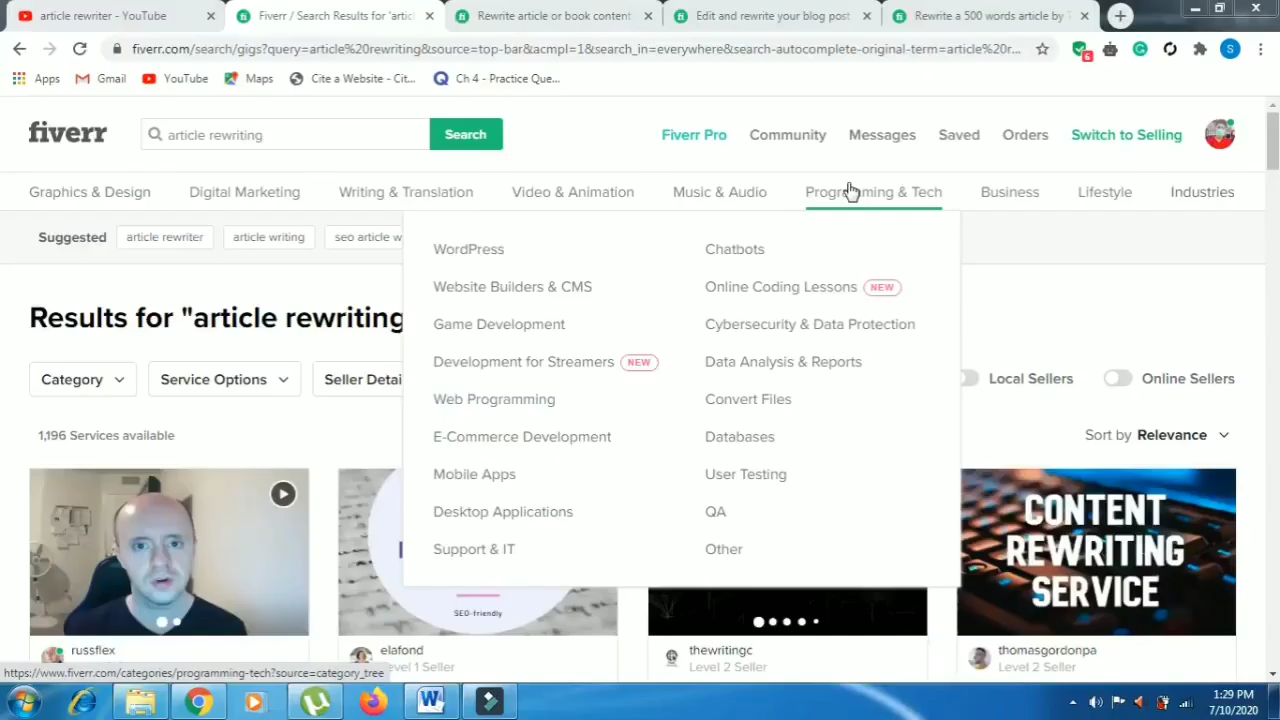 article rewriter - YouTube
Fiverr / Search Results for 'artic
Rewrite article or book content
Edit and rewrite your blog post
Rewrite a 500 words article by T
fiverr.com/search/gigs?query=article%20rewriting&source=top-bar&acmpl=1&search_in=everywhere&search-autocomplete-original-term=article%20r...
6
S
Apps
Gmail
YouTube
Maps
Cite a Website - Cit...
Ch 4 - Practice Que...
fiverr
article rewriting
Search
Fiverr Pro
Community
Messages
Saved
Orders
Switch to Selling
Graphics & Design
Digital Marketing
Writing & Translation
Video & Animation
Music & Audio
Programming & Tech
Business
Lifestyle
Industries
Suggested
article rewriter
article writing
seo article w
WordPress
Chatbots
Website Builders & CMS
Online Coding Lessons NEW
Game Development
Cybersecurity & Data Protection
Development for Streamers NEW
Data Analysis & Reports
Web Programming
Convert Files
E-Commerce Development
Databases
Mobile Apps
User Testing
Desktop Applications
QA
Support & IT
Other
Results for "article rewriting
Category
Service Options
Seller Detai
Local Sellers
Online Sellers
1,196 Services available
Sort by Relevance
SEO-friendly
CONTENT
REWRITING
SERVICE
russflex
elafond
evel 1 Seller
thewritingc
Level 2 Seller
thomasgordonpa
Level 2 Seller
https://www.fiverr.com/categories/programming-tech?source=category_tree
1:29 PM
7/10/2020